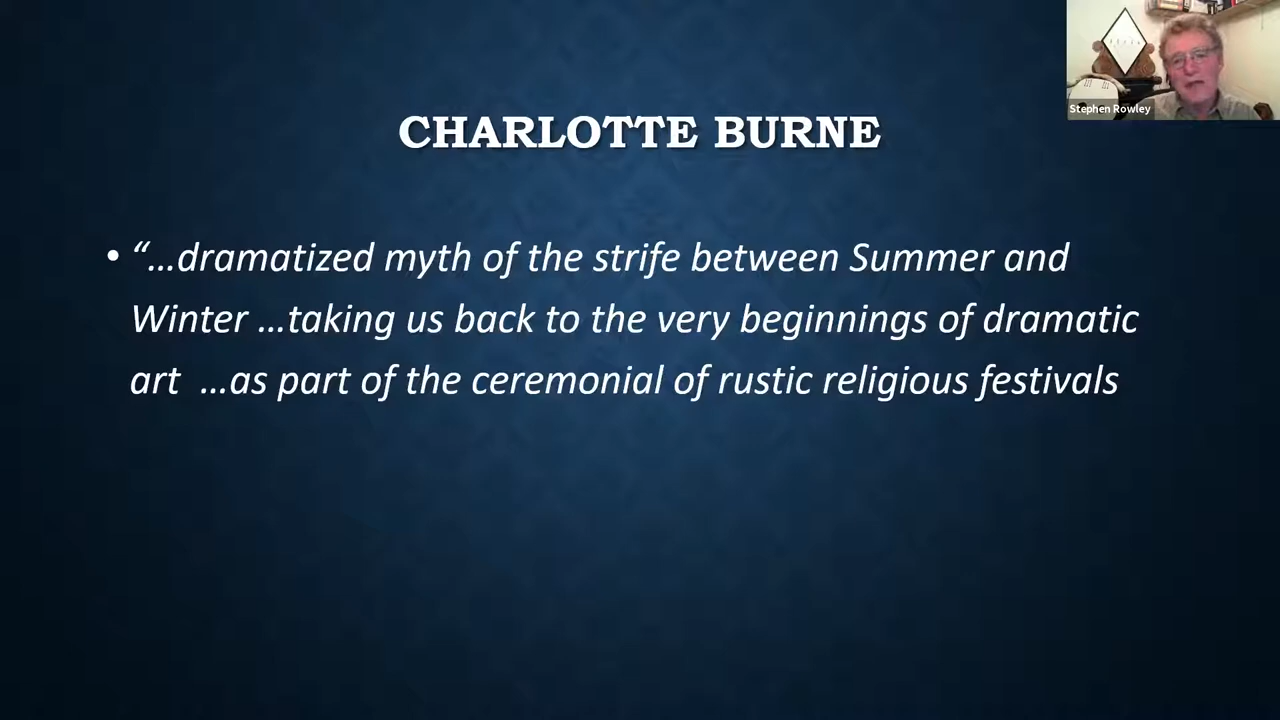 Stephen Rowley
CHARLOTTE BURNE
• “…dramatized myth of the strife between Summer and
Winter …taking us back to the very beginnings of dramatic
art …as part of the ceremonial of rustic religious festivals